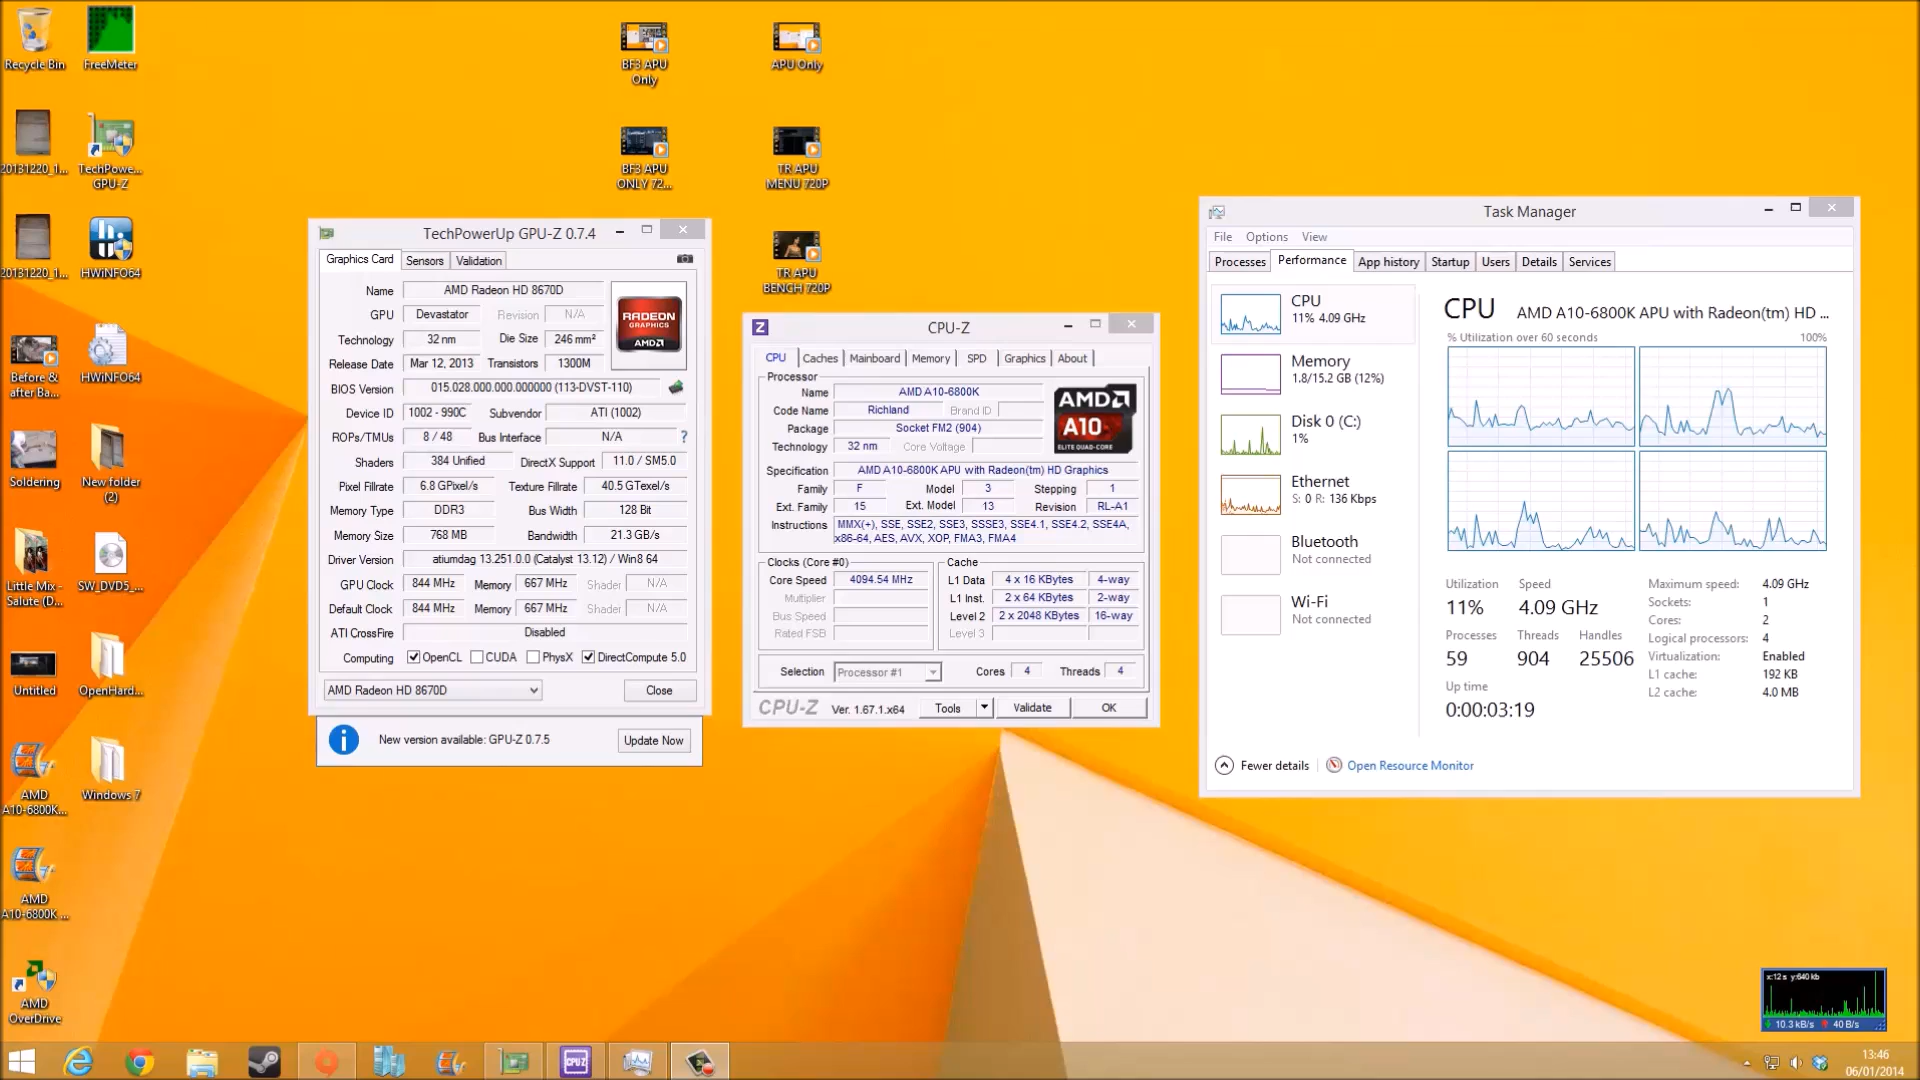 Recycle Bin
FreeMeter
20131220_1...
TechPowe...
GPU-Z
20131220_1...
HWiNFO64
Before &
after Ba...
HWiNFO64
Soldering
New folder
(2)
Little Mix -
Salute (D...
SW_DVD5_...
Untitled
OpenHard...
AMD
A10-6800K...
Windows 7
AMD
A10-6800K ...
AMD
OverDrive
BF3 APU
Only
APU Only
BF3 APU
ONLY 72...
TR APU
MENU 720P
TR APU
BENCH 720P
TechPowerUp GPU-Z 0.7.4
Graphics Card Sensors Validation
Name AMD Radeon HD 8670D
GPU Devastator Revision N/A
Technology 32 nm Die Size 246 mm²
Release Date Mar 12, 2013 Transistors 1300M
RADEON
GRAPHICS
AMD
BIOS Version 015.028.000.000.000000 (113-DVST-110)
Device ID 1002 - 990C Subvendor ATI (1002)
ROPs/TMUs 8 / 48 Bus Interface N/A ?
Shaders 384 Unified DirectX Support 11.0 / SM5.0
Pixel Fillrate 6.8 GPixel/s Texture Fillrate 40.5 GTexel/s
Memory Type DDR3 Bus Width 128 Bit
Memory Size 768 MB Bandwidth 21.3 GB/s
Driver Version atiumdag 13.251.0.0 (Catalyst 13.12) / Win8 64
GPU Clock 844 MHz Memory 667 MHz Shader N/A
Default Clock 844 MHz Memory 667 MHz Shader N/A
ATI CrossFire Disabled
Computing OpenCL CUDA PhysX DirectCompute 5.0
AMD Radeon HD 8670D Close
New version available: GPU-Z 0.7.5 Update Now
CPU-Z
CPU Caches Mainboard Memory SPD Graphics About
Processor
Name AMD A10-6800K
Code Name Richland Brand ID
Package Socket FM2 (904)
Technology 32 nm Core Voltage
AMD
A10
ELITE QUAD-CORE
Specification AMD A10-6800K APU with Radeon(tm) HD Graphics
Family F Model 3 Stepping 1
Ext. Family 15 Ext. Model 13 Revision RL-A1
Instructions MMX(+), SSE, SSE2, SSE3, SSSE3, SSE4.1, SSE4.2, SSE4A,
x86-64, AES, AVX, XOP, FMA3, FMA4
Clocks (Core #0)
Core Speed 4094.54 MHz
Multiplier
Bus Speed
Rated FSB
Cache
L1 Data 4 x 16 KBytes 4-way
L1 Inst. 2 x 64 KBytes 2-way
Level 2 2 x 2048 KBytes 16-way
Level 3
Selection Processor #1 Cores 4 Threads 4
CPU-Z Ver. 1.67.1.x64 Tools Validate OK
Task Manager
File Options View
Processes Performance App history Startup Users Details Services
CPU
11% 4.09 GHz
Memory
1.8/15.2 GB (12%)
Disk 0 (C:)
1%
Ethernet
S: 0 R: 136 Kbps
Bluetooth
Not connected
Wi-Fi
Not connected
CPU AMD A10-6800K APU with Radeon(tm) HD ...
% Utilization over 60 seconds 100%
Utilization Speed
11% 4.09 GHz
Processes Threads Handles
59 904 25506
Up time
0:00:03:19
Maximum speed: 4.09 GHz
Sockets: 1
Cores: 2
Logical processors: 4
Virtualization: Enabled
L1 cache: 192 KB
L2 cache: 4.0 MB
Fewer details Open Resource Monitor
x:12 s y:640 kb
10.3 kB/s 40 B/s
CPU-Z
13:46
06/01/2014